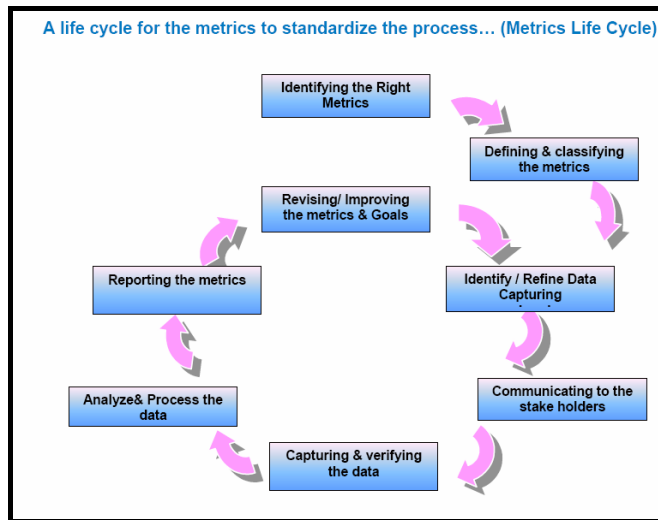 A life cycle for the metrics to standardize the process… (Metrics Life Cycle)
Identifying the Right
Metrics
Defining & classifying
the metrics
Revising/ Improving
the metrics & Goals
Identify / Refine Data
Capturing
Reporting the metrics
Communicating to the
stake holders
Analyze& Process the
data
Capturing & verifying
the data